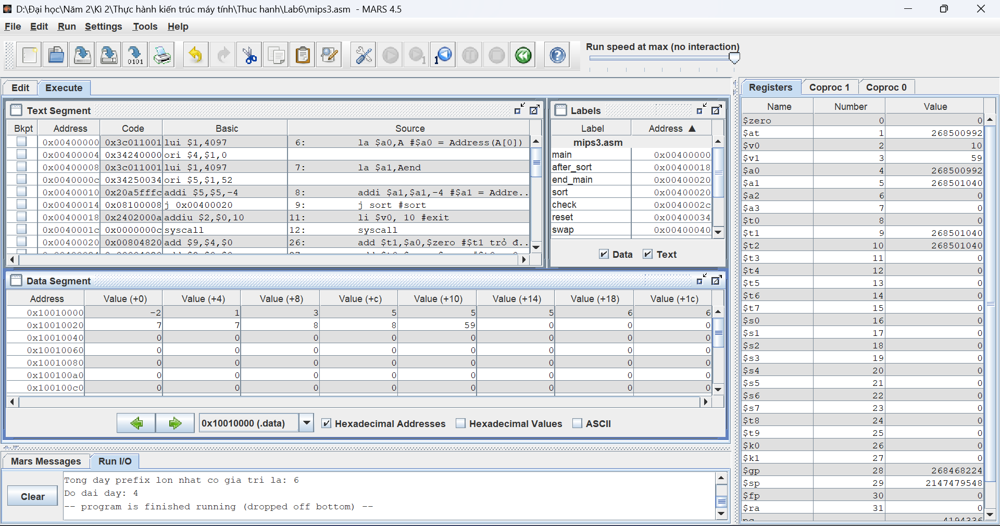 D:\Đại học\Năm 2\Kì 2\Thực hành kiến trúc máy tính\Thuc hanh\Lab6\mips3.asm - MARS 4.5
File Edit Run Settings Tools Help
Run speed at max (no interaction)
Edit Execute
Text Segment
Bkpt Address Code Basic Source
0x00400000 0x3c011001 lui $1,4097 6: la $a0,A #$a0 = Address(A[0])
0x00400004 0x34240000 ori $4,$1,0
0x00400008 0x3c011001 lui $1,4097 7: la $a1,Aend
0x0040000c 0x34250034 ori $5,$1,52
0x00400010 0x20a5fffc addi $5,$5,-4 8: addi $a1,$a1,-4 #$a1 = Addre..
0x00400014 0x08100008 j 0x00400020 9: j sort #sort
0x00400018 0x2402000a addiu $2,$0,10 11: li $v0, 10 #exit
0x0040001c 0x0000000c syscall 12: syscall
0x00400020 0x00804820 add $9,$4,$0 26: add $t1,$a0,$zero #$t1 trỏ đ..
Labels
Label Address ▲
mips3.asm
main 0x00400000
after_sort 0x00400018
end_main 0x00400020
sort 0x00400020
check 0x0040002c
reset 0x00400034
swap 0x00400040
Data Text
Data Segment
Address Value (+0) Value (+4) Value (+8) Value (+c) Value (+10) Value (+14) Value (+18) Value (+1c)
0x10010000 -2 1 3 5 5 5 6 6
0x10010020 7 7 8 8 59 0 0 0
0x10010040 0 0 0 0 0 0 0 0
0x10010060 0 0 0 0 0 0 0 0
0x10010080 0 0 0 0 0 0 0 0
0x100100a0 0 0 0 0 0 0 0 0
0x100100c0 0 0 0 0 0 0 0 0
0x10010000 (.data) Hexadecimal Addresses Hexadecimal Values ASCII
Mars Messages Run I/O
Clear
Tong day prefix lon nhat co gia tri la: 6
Do dai day: 4
-- program is finished running (dropped off bottom) --
Registers Coproc 1 Coproc 0
Name Number Value
$zero 0 0
$at 1 268500992
$v0 2 10
$v1 3 59
$a0 4 268500992
$a1 5 268501040
$a2 6 0
$a3 7 0
$t0 8 0
$t1 9 268501040
$t2 10 268501040
$t3 11 0
$t4 12 0
$t5 13 0
$t6 14 0
$t7 15 0
$s0 16 0
$s1 17 0
$s2 18 0
$s3 19 0
$s4 20 0
$s5 21 0
$s6 22 0
$s7 23 0
$t8 24 0
$t9 25 0
$k0 26 0
$k1 27 0
$gp 28 268468224
$sp 29 2147479548
$fp 30 0
$ra 31 0
pc 4194336